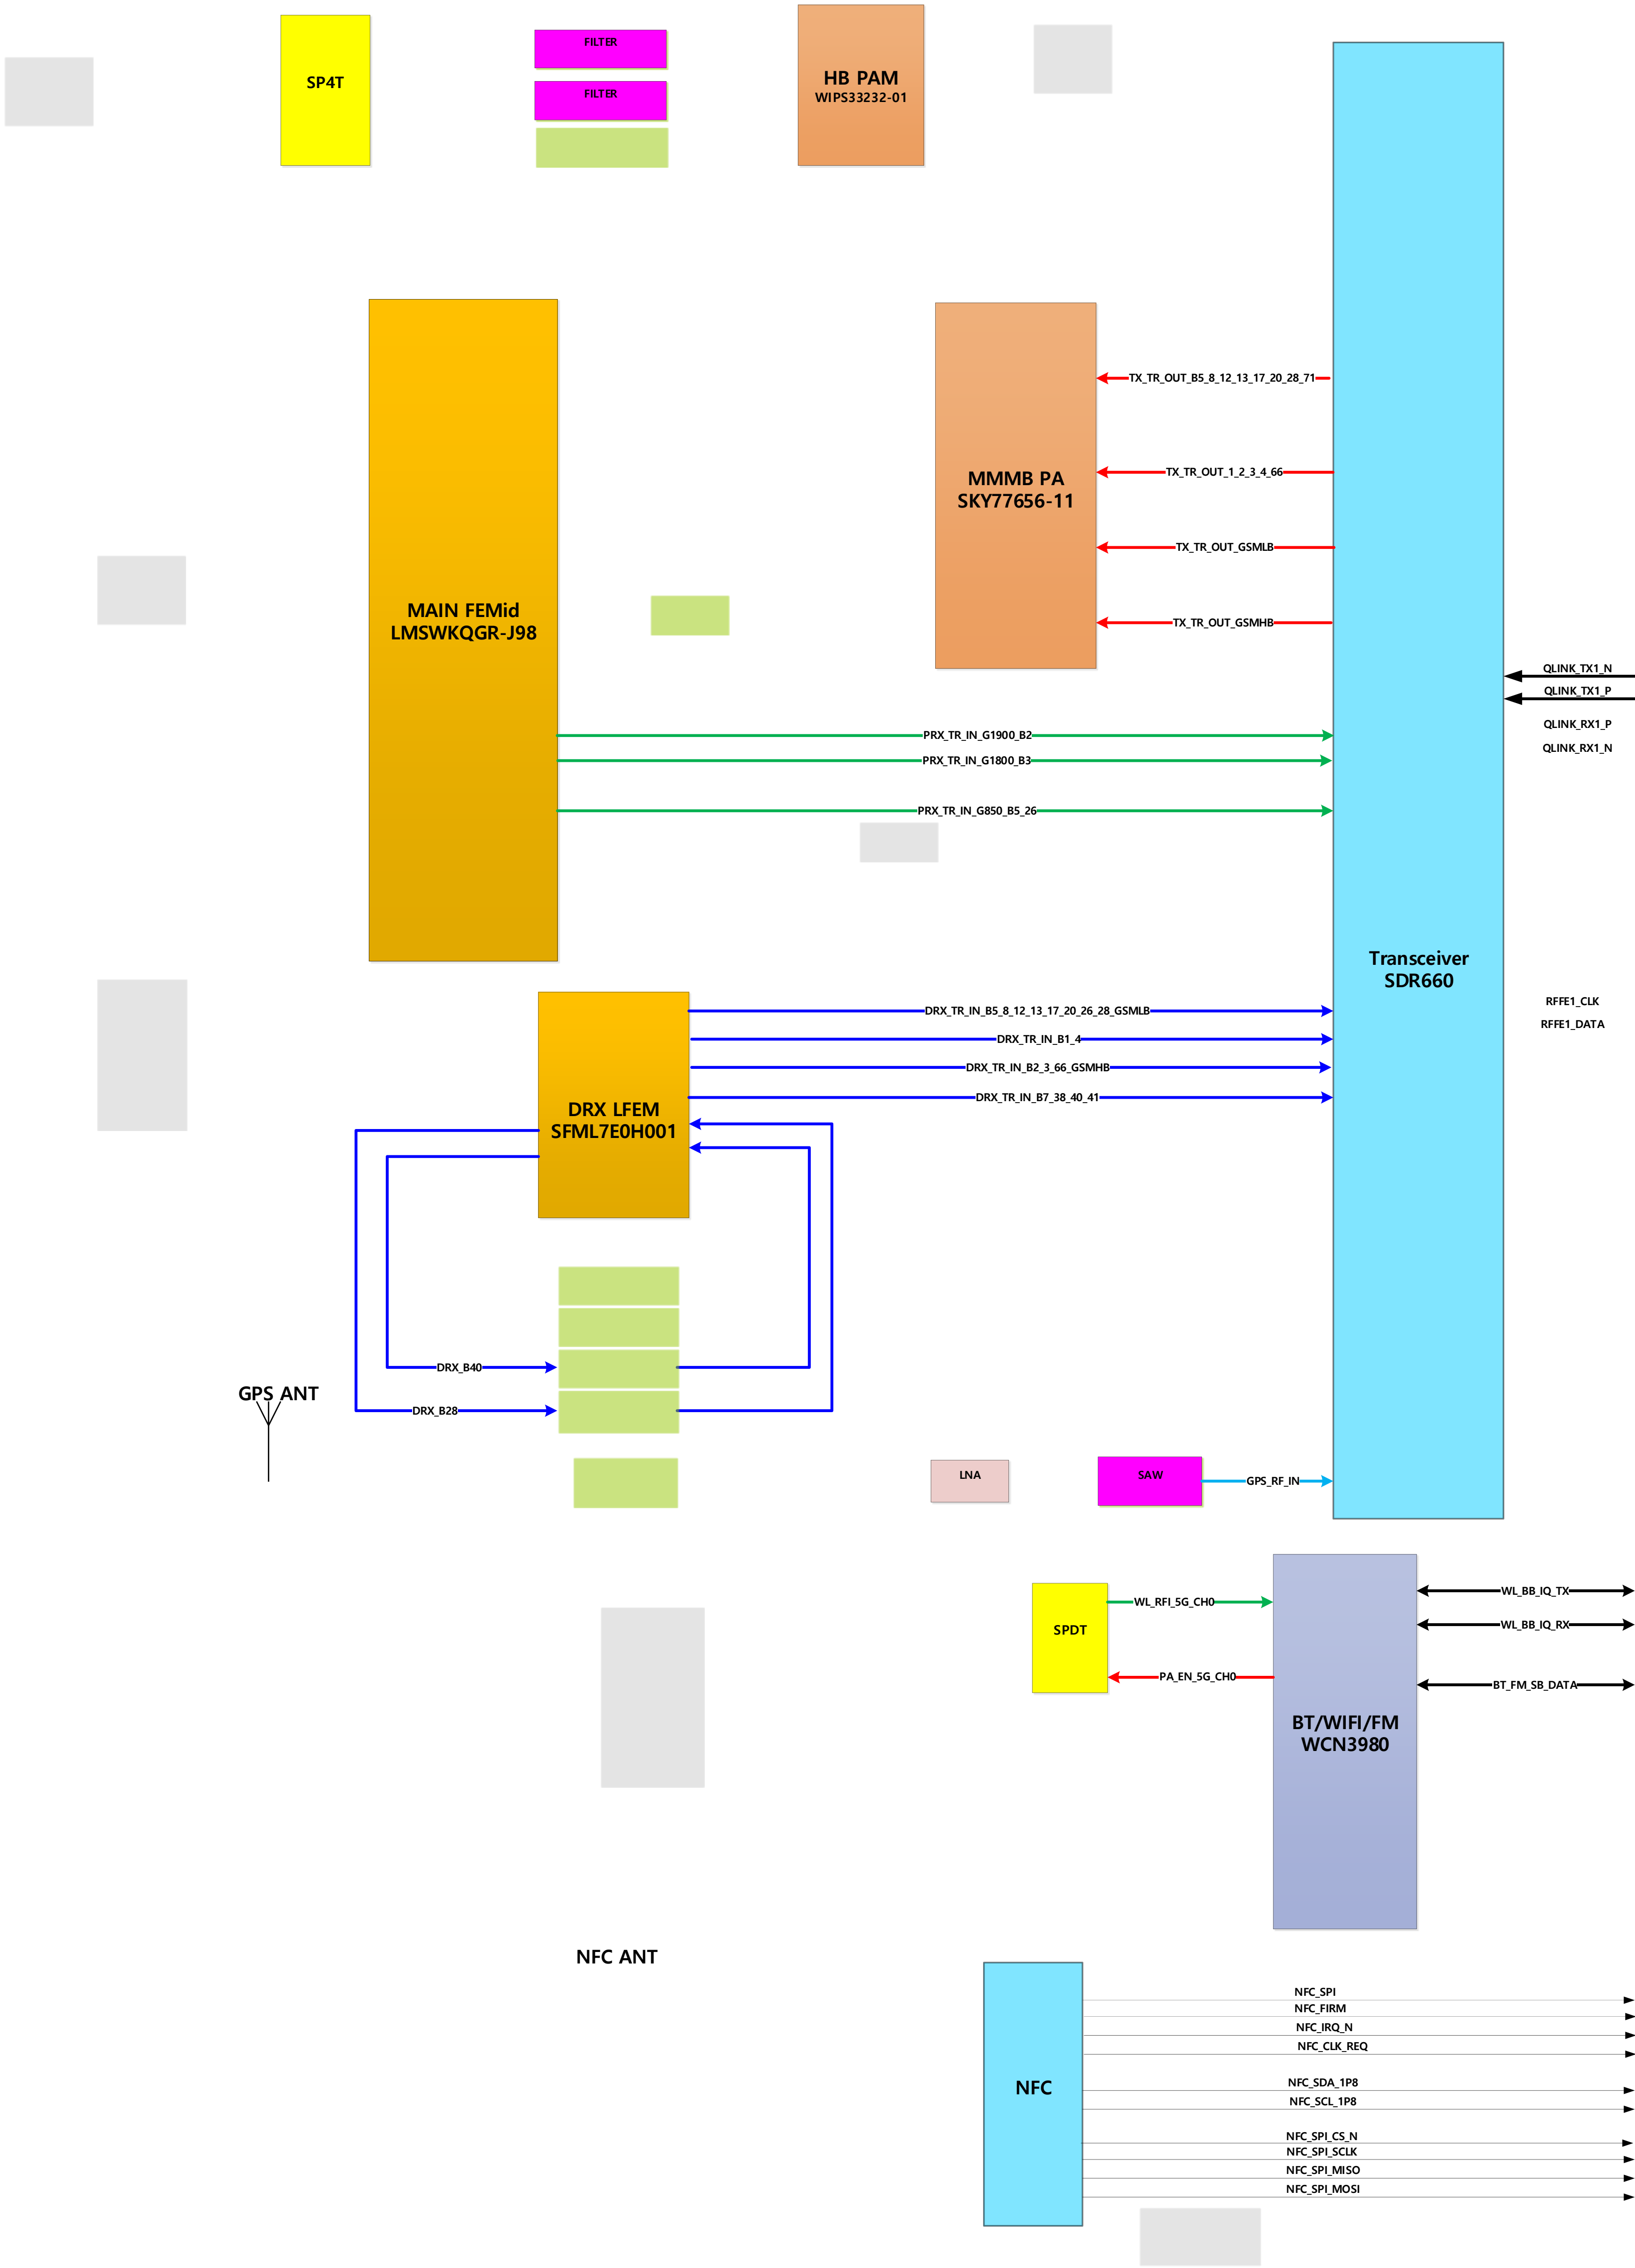 SP4T
FILTER
FILTER
HB PAM
WIPS33232-01
TX_TR_OUT_B5_8_12_13_17_20_28_71
TX_TR_OUT_1_2_3_4_66
MMMB PA
SKY77656-11
TX_TR_OUT_GSMLB
MAIN FEMid
LMSWKQGR-J98
TX_TR_OUT_GSMHB
QLINK_TX1_N
QLINK_TX1_P
QLINK_RX1_P
QLINK_RX1_N
PRX_TR_IN_G1900_B2
PRX_TR_IN_G1800_B3
PRX_TR_IN_G850_B5_26
Transceiver
SDR660
RFFE1_CLK
RFFE1_DATA
DRX_TR_IN_B5_8_12_13_17_20_26_28_GSMLB
DRX_TR_IN_B1_4
DRX_TR_IN_B2_3_66_GSMHB
DRX_TR_IN_B7_38_40_41
DRX LFEM
SFML7E0H001
DRX_B40
DRX_B28
GPS ANT
LNA
SAW
GPS_RF_IN
SPDT
WL_RFI_5G_CH0
PA_EN_5G_CH0
WL_BB_IQ_TX
WL_BB_IQ_RX
BT_FM_SB_DATA
BT/WIFI/FM
WCN3980
NFC ANT
NFC
NFC_SPI
NFC_FIRM
NFC_IRQ_N
NFC_CLK_REQ
NFC_SDA_1P8
NFC_SCL_1P8
NFC_SPI_CS_N
NFC_SPI_SCLK
NFC_SPI_MISO
NFC_SPI_MOSI